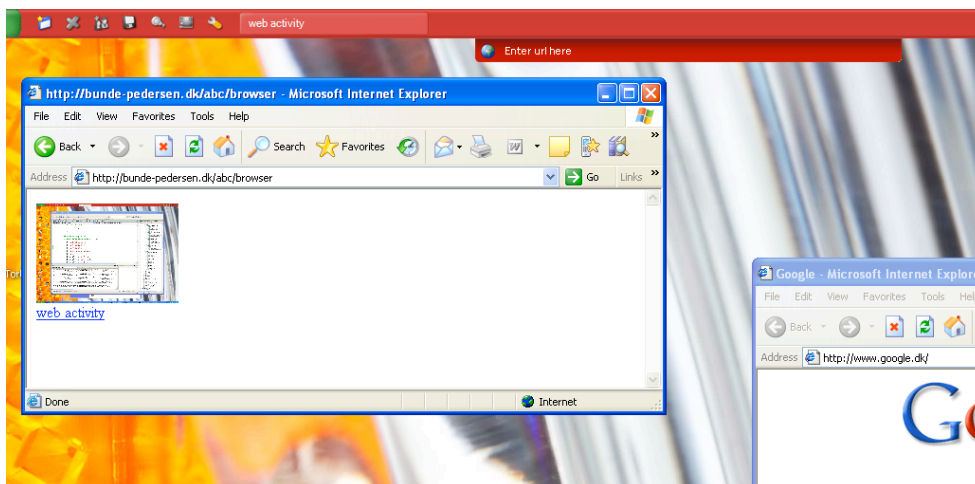 web activity
Enter url here
http://bunde-pedersen.dk/abc/browser - Microsoft Internet Explorer
File Edit View Favorites Tools Help
Back Search Favorites
Address http://bunde-pedersen.dk/abc/browser Go Links
web activity
Done Internet
Google - Microsoft Internet Explor
File Edit View Favorites Tools Hel
Back
Address http://www.google.dk/
Go